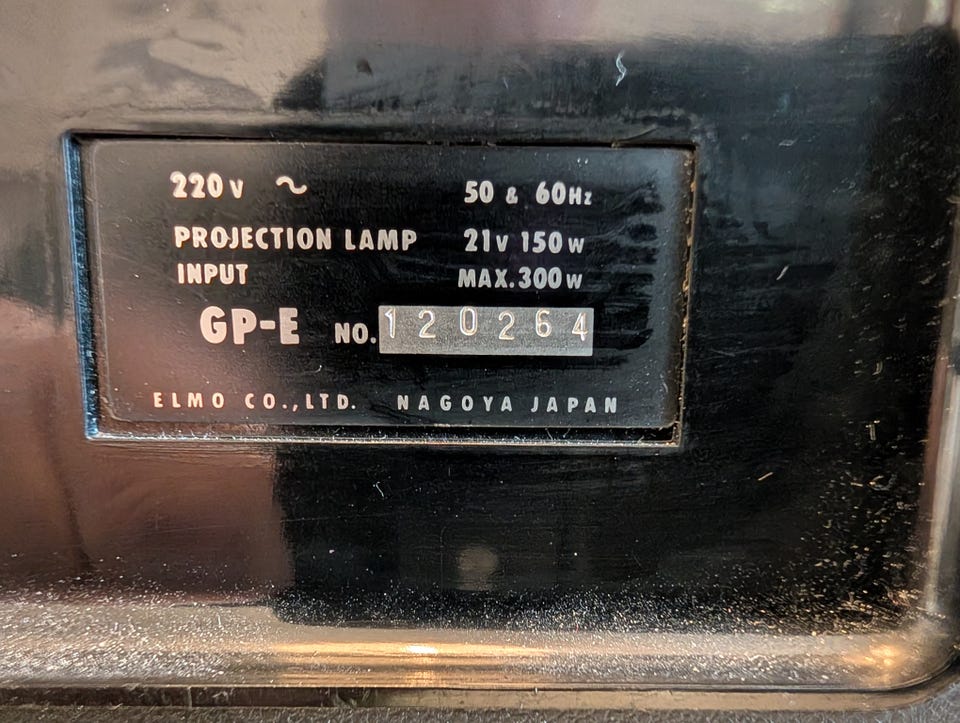 220V ~ 50 & 60Hz
PROJECTION LAMP 21V 150W
INPUT MAX.300W
GP-E NO. 120264
ELMO CO.,LTD. NAGOYA JAPAN